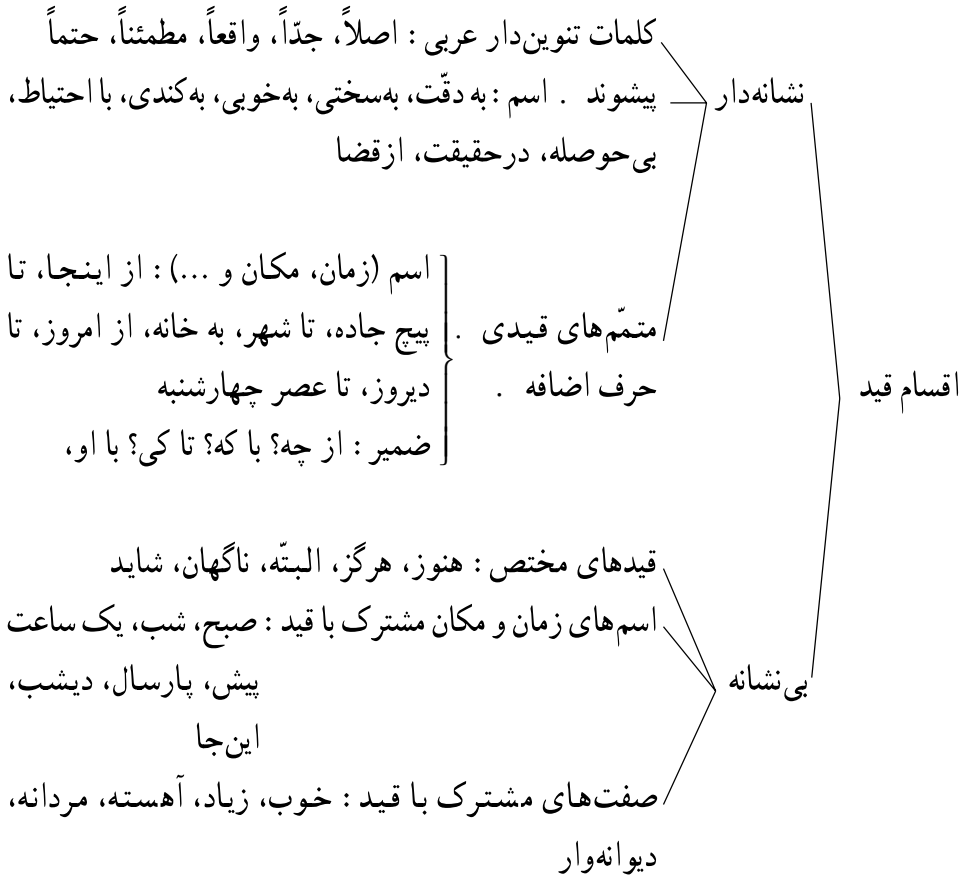 اقسام قید
نشانه‌دار
کلمات تنوین‌دار عربی : اصلاً، جدّاً، واقعاً، مطمئناً، حتماً
پیشوند . اسم : به دقّت، به‌سختی، به‌خوبی، به‌کندی، با احتیاط،
بی‌حوصله، درحقیقت، ازقضا
متمّم‌های قیدی .
حرف اضافه .
اسم (زمان، مکان و ...) : از اینجا، تا
پیچ جاده، تا شهر، به خانه، از امروز، تا
دیروز، تا عصر چهارشنبه
ضمیر : از چه؟ با که؟ تا کی؟ با او،
بی‌نشانه
قیدهای مختص : هنوز، هرگز، البتّه، ناگهان، شاید
اسم‌های زمان و مکان مشترک با قید : صبح، شب، یک ساعت
پیش، پارسال، دیشب،
این‌جا
صفت‌های مشترک با قید : خوب، زیاد، آهسته، مردانه،
دیوانه‌وار